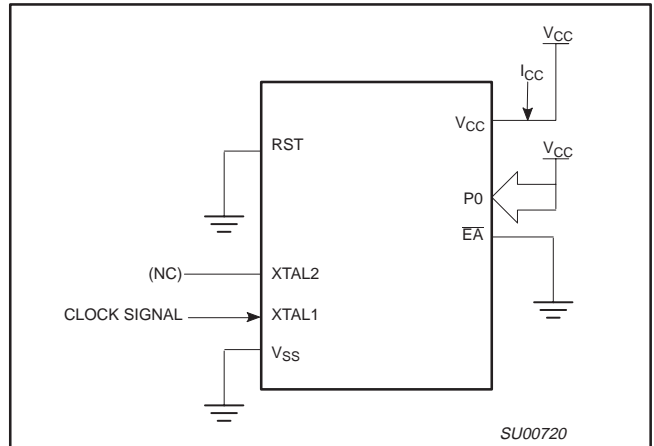 VCC
ICC
VCC
RST
VCC
P0
EA
(NC)
XTAL2
CLOCK SIGNAL
XTAL1
VSS
SU00720